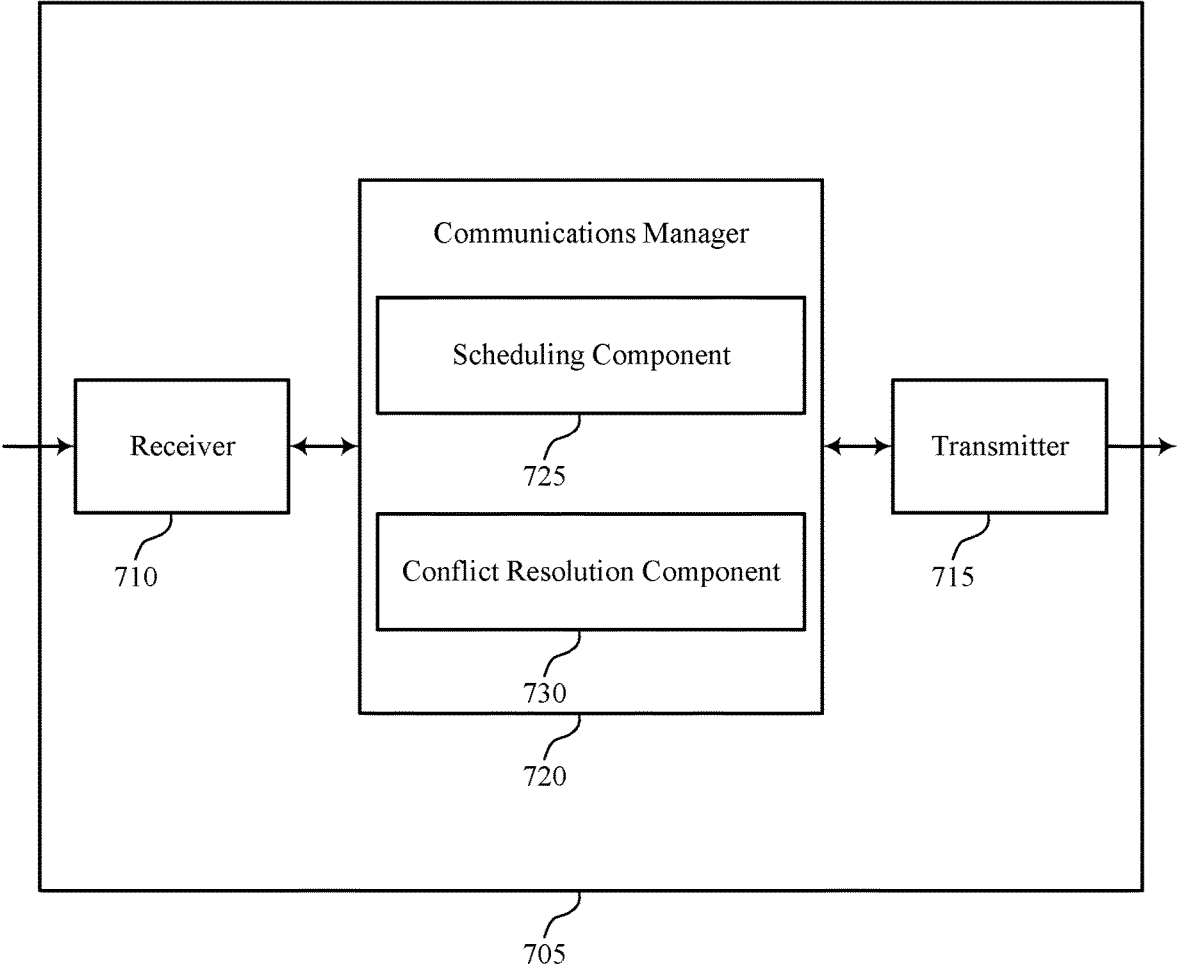 Communications Manager
Scheduling Component
725
Receiver
710
Transmitter
715
Conflict Resolution Component
730
720
705